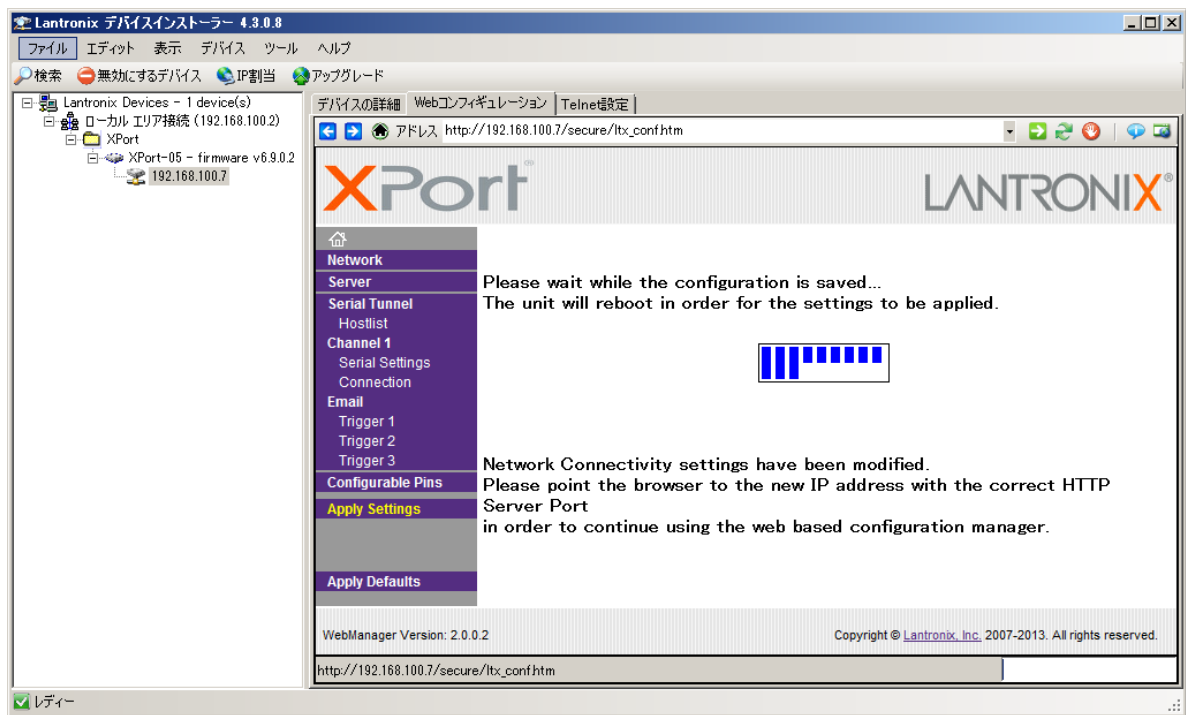 Lantronix デバイスインストーラー 4.3.0.8
ファイル エディット 表示 デバイス ツール ヘルプ
検索 無効にするデバイス IP割当 アップグレード
Lantronix Devices - 1 device(s)
ローカル エリア接続 (192.168.100.2)
XPort
XPort-05 - firmware v6.9.0.2
192.168.100.7
デバイスの詳細 Webコンフィギュレーション Telnet設定
アドレス http://192.168.100.7/secure/ltx_conf.htm
XPort®
LANTRONIX®
Network
Server
Serial Tunnel
Hostlist
Channel 1
Serial Settings
Connection
Email
Trigger 1
Trigger 2
Trigger 3
Configurable Pins
Apply Settings
Apply Defaults
Please wait while the configuration is saved...
The unit will reboot in order for the settings to be applied.
Network Connectivity settings have been modified.
Please point the browser to the new IP address with the correct HTTP
Server Port
in order to continue using the web based configuration manager.
WebManager Version: 2.0.0.2
Copyright © Lantronix, Inc. 2007-2013. All rights reserved.
http://192.168.100.7/secure/ltx_conf.htm
レディー